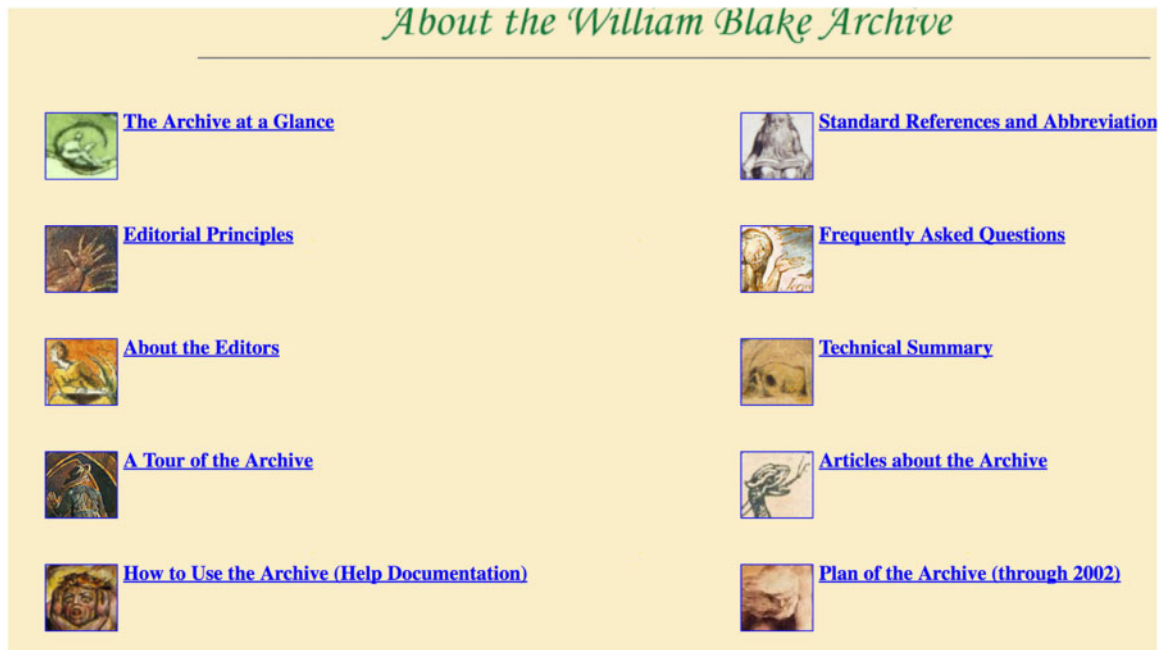 About the William Blake Archive
The Archive at a Glance
Standard References and Abbreviation
Editorial Principles
Frequently Asked Questions
About the Editors
Technical Summary
A Tour of the Archive
Articles about the Archive
How to Use the Archive (Help Documentation)
Plan of the Archive (through 2002)